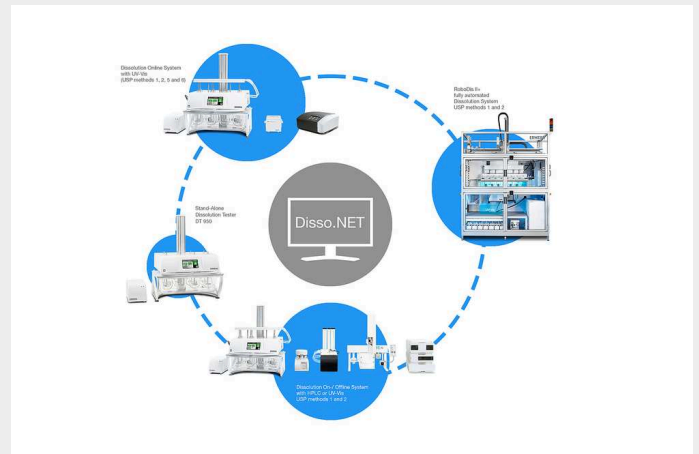 Dissolution Online System
with UV-Vis
(USP methods 1, 2, 5 and 6)
RoboDis II+
fully automated
Dissolution System
USP methods 1 and 2
Stand-Alone
Dissolution Tester
DT 950
Disso.NET
Dissolution On-/ Offline System
with HPLC or UV-Vis
USP methods 1 and 2